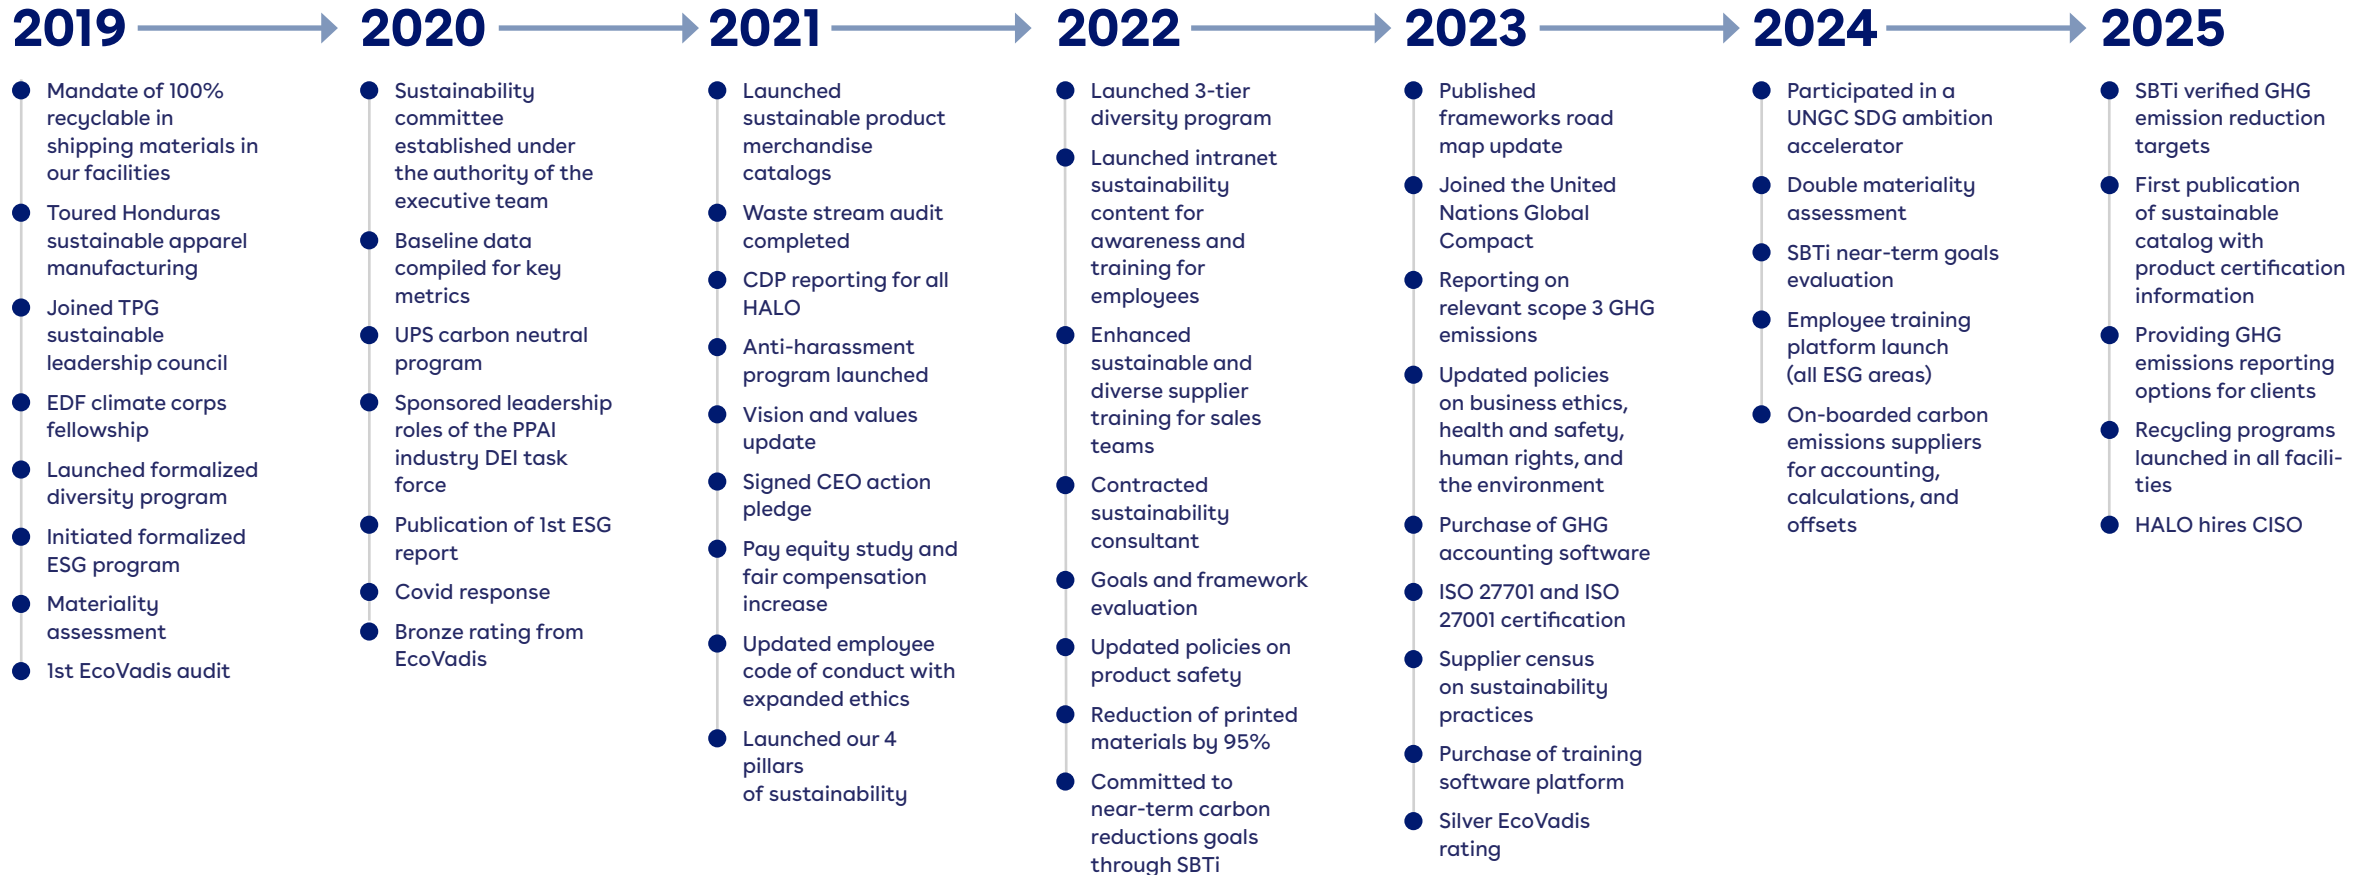 2019
Mandate of 100%
recyclable in
shipping materials in
our facilities
Toured Honduras
sustainable apparel
manufacturing
Joined TPG
sustainable
leadership council
EDF climate corps
fellowship
Launched formalized
diversity program
Initiated formalized
ESG program
Materiality
assessment
1st EcoVadis audit
2020
Sustainability
committee
established under
the authority of the
executive team
Baseline data
compiled for key
metrics
UPS carbon neutral
program
Sponsored leadership
roles of the PPAI
industry DEI task
force
Publication of 1st ESG
report
Covid response
Bronze rating from
EcoVadis
2021
Launched
sustainable product
merchandise
catalogs
Waste stream audit
completed
CDP reporting for all
HALO
Anti-harassment
program launched
Vision and values
update
Signed CEO action
pledge
Pay equity study and
fair compensation
increase
Updated employee
code of conduct with
expanded ethics
Launched our 4
pillars
of sustainability
2022
Launched 3-tier
diversity program
Launched intranet
sustainability
content for
awareness and
training for
employees
Enhanced
sustainable and
diverse supplier
training for sales
teams
Contracted
sustainability
consultant
Goals and framework
evaluation
Updated policies on
product safety
Reduction of printed
materials by 95%
Committed to
near-term carbon
reductions goals
through SBTi
2023
Published
frameworks road
map update
Joined the United
Nations Global
Compact
Reporting on
relevant scope 3 GHG
emissions
Updated policies
on business ethics,
health and safety,
human rights, and
the environment
Purchase of GHG
accounting software
ISO 27701 and ISO
27001 certification
Supplier census
on sustainability
practices
Purchase of training
software platform
Silver EcoVadis
rating
2024
Participated in a
UNGC SDG ambition
accelerator
Double materiality
assessment
SBTi near-term goals
evaluation
Employee training
platform launch
(all ESG areas)
On-boarded carbon
emissions suppliers
for accounting,
calculations, and
offsets
2025
SBTi verified GHG
emission reduction
targets
First publication
of sustainable
catalog with
product certification
information
Providing GHG
emissions reporting
options for clients
Recycling programs
launched in all facili-
ties
HALO hires CISO